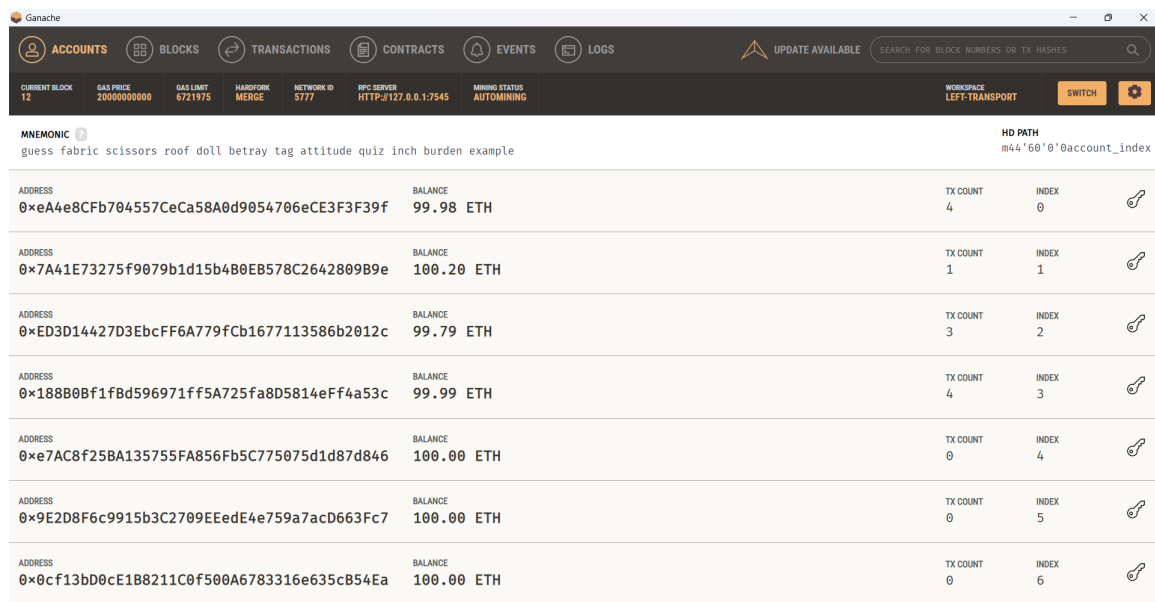 Ganache
ACCOUNTS BLOCKS TRANSACTIONS CONTRACTS EVENTS LOGS UPDATE AVAILABLE SEARCH FOR BLOCK NUMBERS OR TX HASHES
CURRENT BLOCK GAS PRICE GAS LIMIT HARDFORK NETWORK ID RPC SERVER MINING STATUS WORKSPACE
12 20000000000 6721975 MERGE 5777 HTTP://127.0.0.1:7545 AUTOMINING LEFT-TRANSPORT SWITCH
MNEMONIC ? HD PATH
guess fabric scissors roof doll betray tag attitude quiz inch burden example m44'60'0'0account_index
ADDRESS BALANCE TX COUNT INDEX
0×eA4e8CFb704557CeCa58A0d9054706eCE3F3F39f 99.98 ETH 4 0
ADDRESS BALANCE TX COUNT INDEX
0×7A41E73275f9079b1d15b4B0EB578C2642809B9e 100.20 ETH 1 1
ADDRESS BALANCE TX COUNT INDEX
0×ED3D14427D3EbcFF6A779fCb1677113586b2012c 99.79 ETH 3 2
ADDRESS BALANCE TX COUNT INDEX
0×188B0Bf1fBd596971ff5A725fa8D5814eFf4a53c 99.99 ETH 4 3
ADDRESS BALANCE TX COUNT INDEX
0×e7AC8f25BA135755FA856Fb5C775075d1d87d846 100.00 ETH 0 4
ADDRESS BALANCE TX COUNT INDEX
0×9E2D8F6c9915b3C2709EEedE4e759a7acD663Fc7 100.00 ETH 0 5
ADDRESS BALANCE TX COUNT INDEX
0×0cf13bD0cE1B8211C0f500A6783316e635cB54Ea 100.00 ETH 0 6